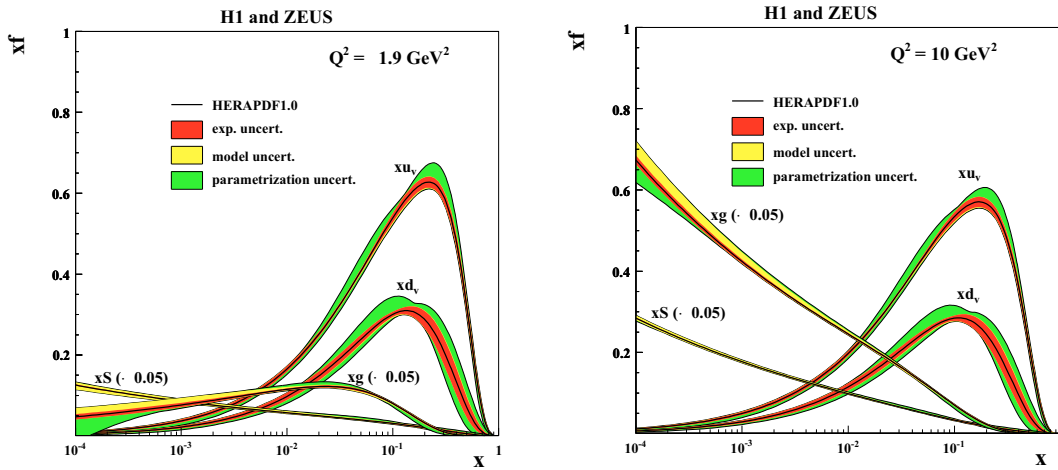 H1 and ZEUS
xf
1
Q² = 1.9 GeV²
0.8
HERAPDF1.0
exp. uncert.
model uncert.
parametrization uncert.
xuᵥ
0.6
0.4
xdᵥ
0.2
xS (· 0.05)
xg (· 0.05)
10⁻⁴ 10⁻³ 10⁻² 10⁻¹ 1
x
H1 and ZEUS
xf
1
Q² = 10 GeV²
0.8
HERAPDF1.0
exp. uncert.
model uncert.
parametrization uncert.
xuᵥ
0.6
xg (· 0.05)
0.4
xS (· 0.05)
xdᵥ
0.2
10⁻⁴ 10⁻³ 10⁻² 10⁻¹
x